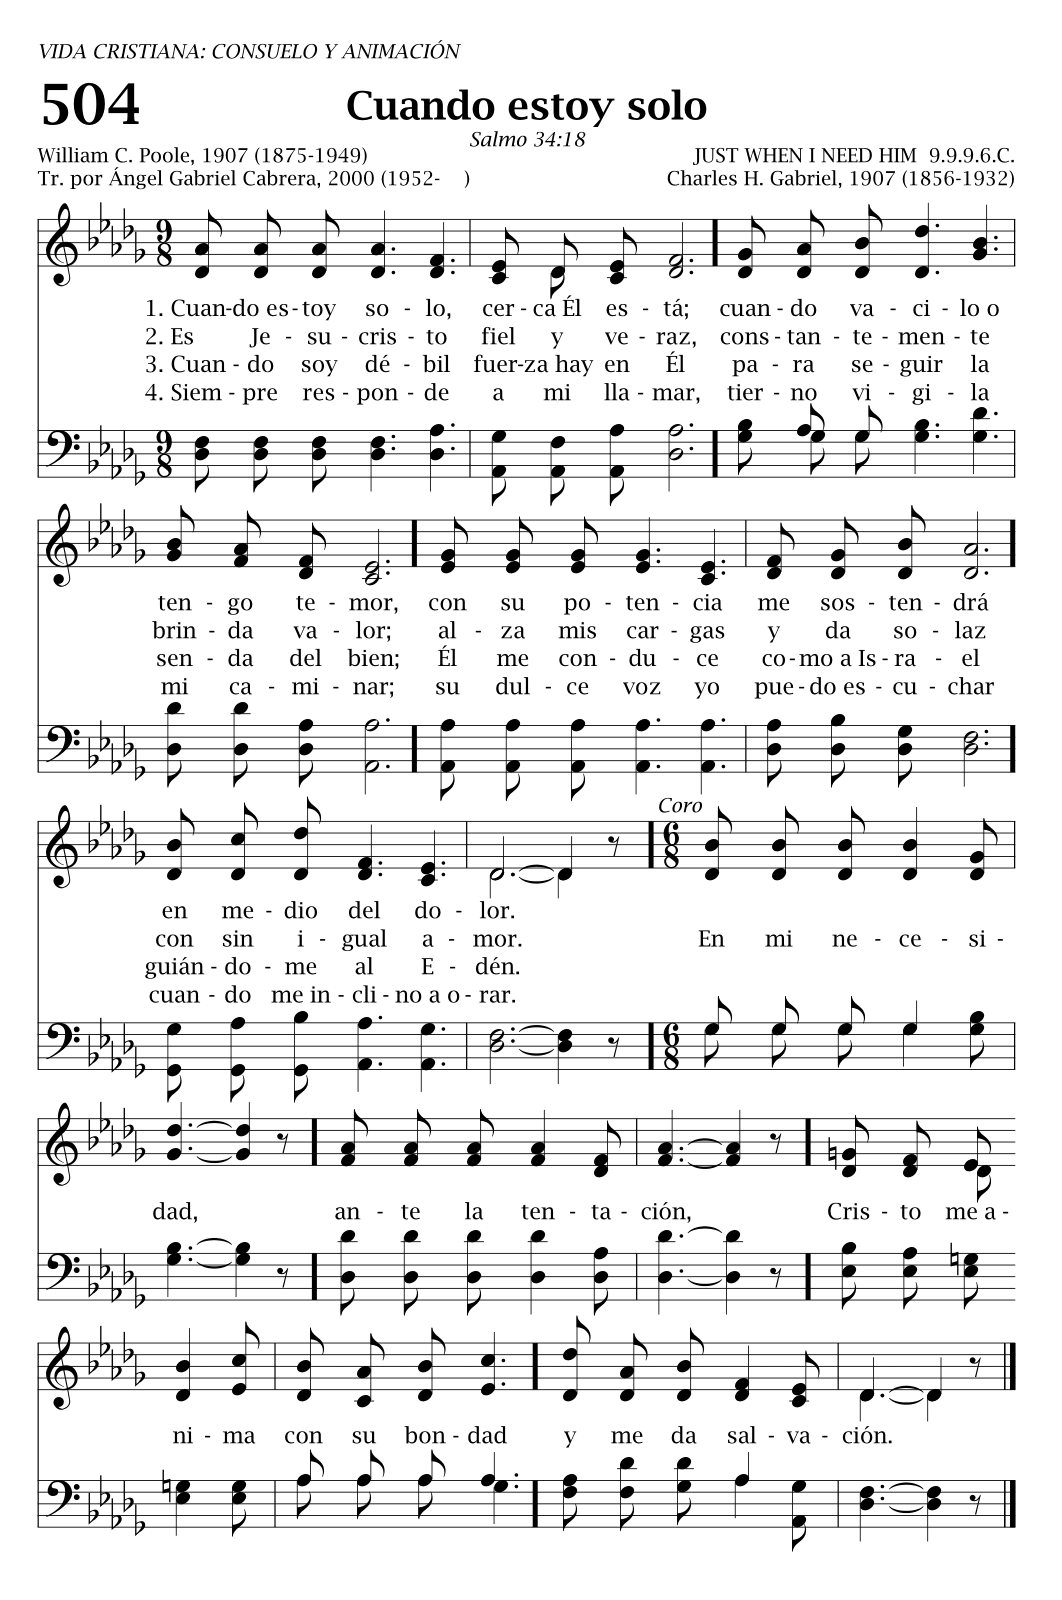 VIDA CRISTIANA: CONSUELO Y ANIMACIÓN
504 Cuando estoy solo
Salmo 34:18
William C. Poole, 1907 (1875-1949) JUST WHEN I NEED HIM 9.9.9.6.C.
Tr. por Ángel Gabriel Cabrera, 2000 (1952- ) Charles H. Gabriel, 1907 (1856-1932)
9 8
1. Cuan-do es-toy so - lo, cer - ca Él es - tá; cuan - do va - ci - lo o
2. Es Je - su - cris - to fiel y ve - raz, cons - tan - te - men - te
3. Cuan - do soy dé - bil fuer-za hay en Él pa - ra se - guir la
4. Siem - pre res - pon - de a mi lla - mar, tier - no vi - gi - la
9 8
ten - go te - mor, con su po - ten - cia me sos - ten - drá
brin - da va - lor; al - za mis car - gas y da so - laz
sen - da del bien; Él me con - du - ce co-mo a Is - ra - el
mi ca - mi - nar; su dul - ce voz yo pue-do es - cu - char
Coro
6 8
en me - dio del do - lor.
con sin i - gual a - mor. En mi ne - ce - si -
guián - do - me al E - dén.
cuan - do me in - cli - no a o - rar.
6 8
dad, an - te la ten - ta - ción, Cris - to me a -
ni - ma con su bon - dad y me da sal - va - ción.